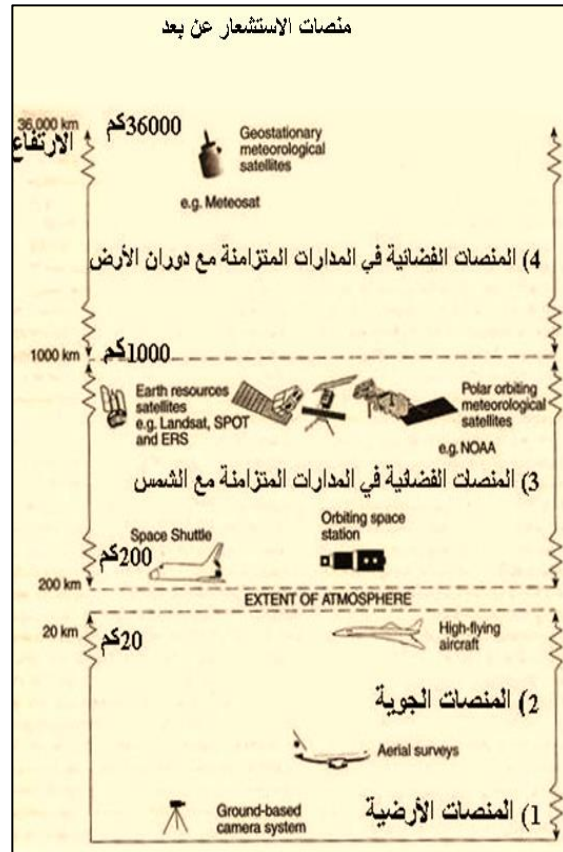 منصات الاستشعار عن بعد
36,000 km
36000كم
الارتفاع
Geostationary
meteorological
satellites
e.g. Meteosat
4) المنصات الفضائية في المدارات المتزامنة مع دوران الأرض
1000كم
1000 km
Earth resources
satellites
e.g. Landsat, SPOT
and ERS
Polar orbiting
meteorological
satellites
e.g. NOAA
3) المنصات الفضائية في المدارات المتزامنة مع الشمس
Orbiting space
station
Space Shuttle
200كم
200 km
EXTENT OF ATMOSPHERE
20 km
20كم
High-flying
aircraft
2) المنصات الجوية
Aerial surveys
1) المنصات الأرضية
Ground-based
camera system